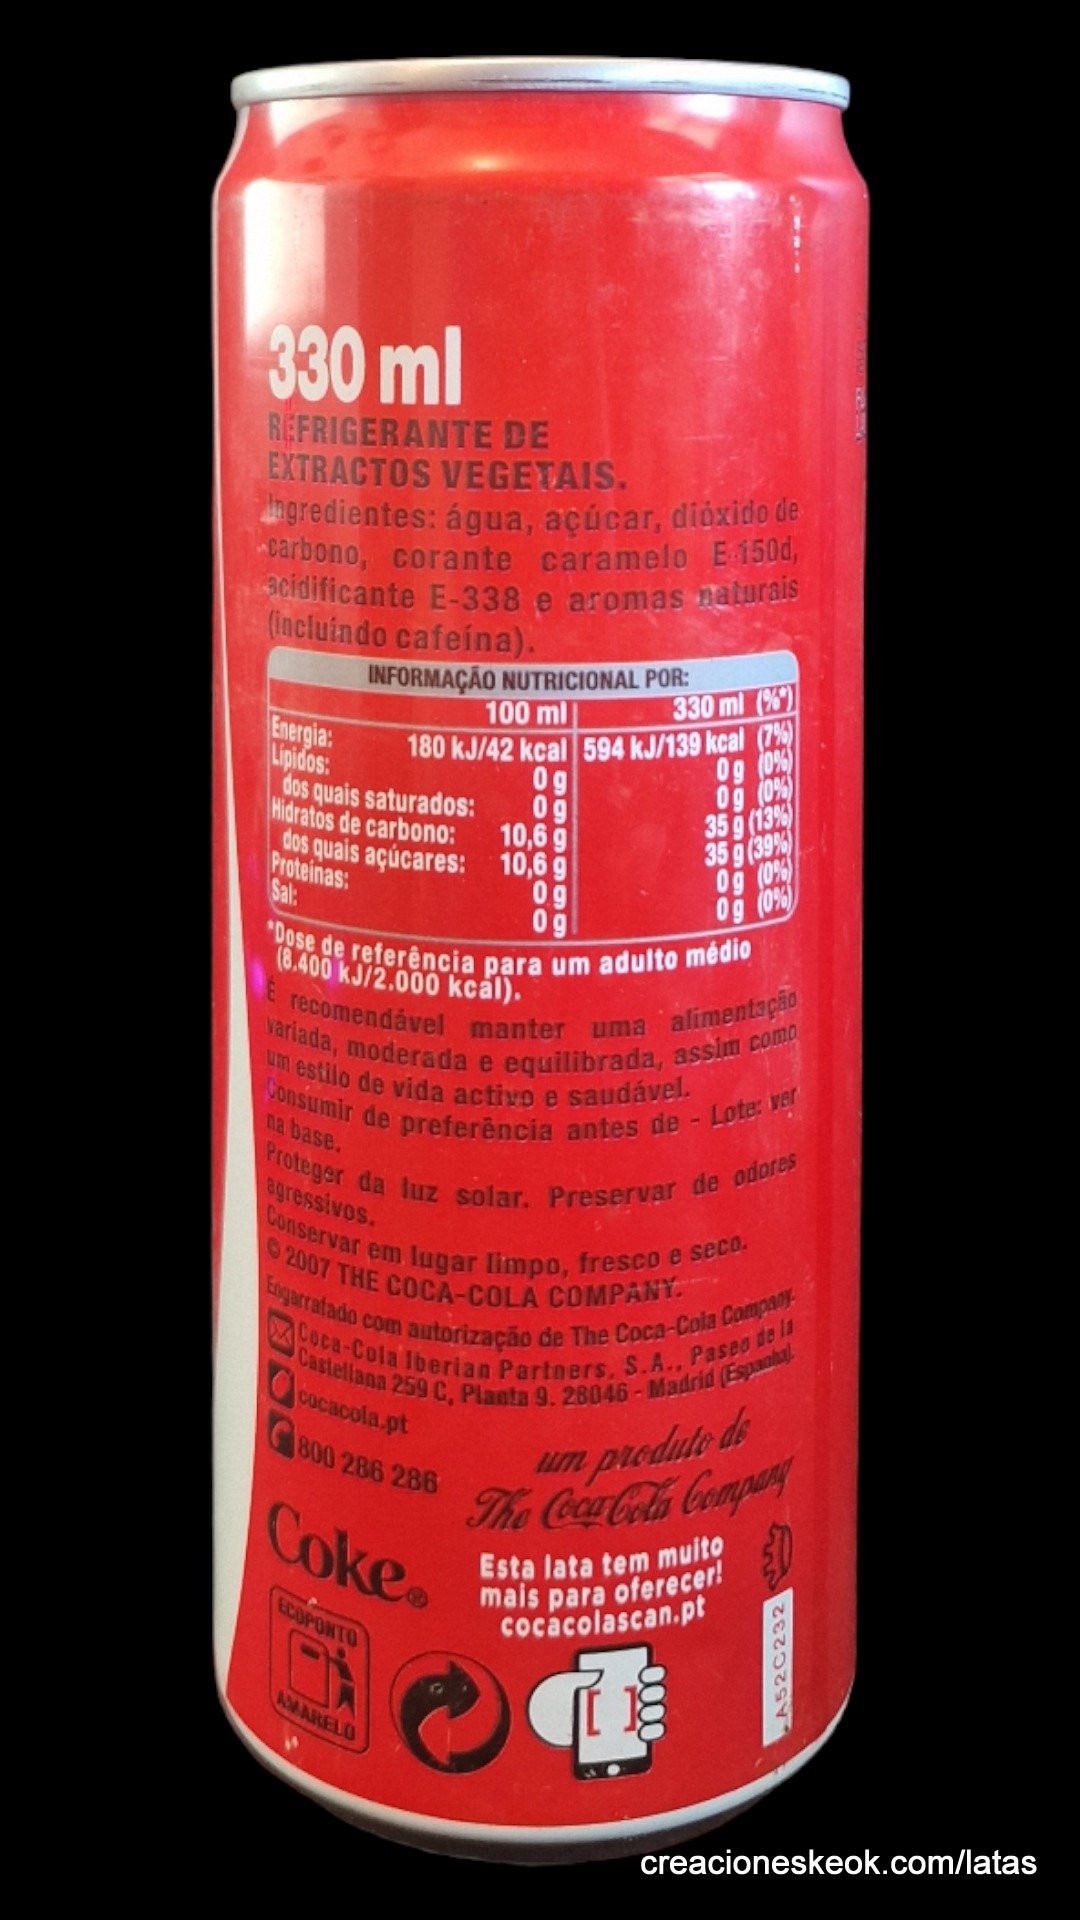 330 ml
REFRIGERANTE DE
EXTRACTOS VEGETAIS.
Ingredientes: água, açúcar, dióxido de
carbono, corante caramelo E-150d,
acidificante E-338 e aromas naturais
(incluindo cafeína).
INFORMAÇÃO NUTRICIONAL POR:
100 ml 330 ml (%*)
Energia: 180 kJ/42 kcal 594 kJ/139 kcal (7%)
Lípidos: 0 g 0 g (0%)
dos quais saturados: 0 g 0 g (0%)
Hidratos de carbono: 10,6 g 35 g (13%)
dos quais açúcares: 10,6 g 35 g (39%)
Proteínas: 0 g 0 g (0%)
Sal: 0 g 0 g (0%)
*Dose de referência para um adulto médio
(8.400 kJ/2.000 kcal).
É recomendável manter uma alimentação
variada, moderada e equilibrada, assim como
um estilo de vida activo e saudável.
Consumir de preferência antes de - Lote: ver
na base.
Proteger da luz solar. Preservar de odores
agressivos.
Conservar em lugar limpo, fresco e seco.
© 2007 THE COCA-COLA COMPANY.
Engarrafado com autorização de The Coca-Cola Company.
Coca-Cola Iberian Partners, S.A., Paseo de la
Castellana 259 C, Planta 9. 28046 - Madrid (Espanha).
cocacola.pt
800 286 286
um produto de
The Coca-Cola Company
Coke®
Esta lata tem muito
mais para oferecer!
cocacolascan.pt
ECOPONTO
AMARELO
A52C232
creacioneskeok.com/latas